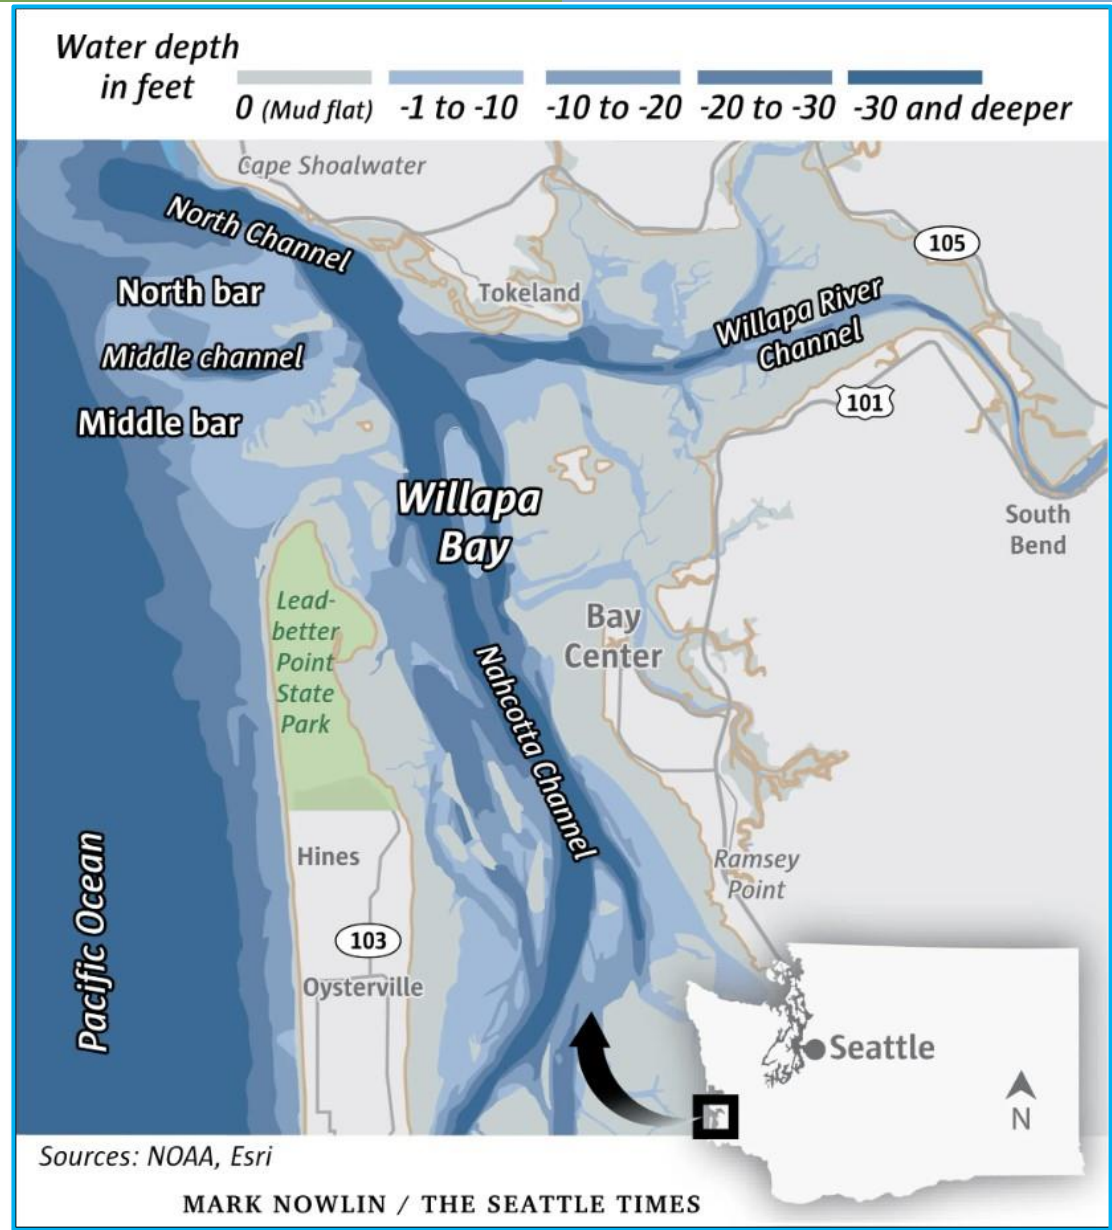 Water depth
in feet
0 (Mud flat)
-1 to -10
-10 to -20
-20 to -30
-30 and deeper
Cape Shoalwater
North Channel
105
North bar
Tokeland
Willapa River
Channel
Middle channel
101
Middle bar
Willapa
Bay
South
Bend
Lead-
better
Point
State
Park
Bay
Center
Nahcotta Channel
Pacific Ocean
Hines
Ramsey
Point
103
Oysterville
Seattle
N
Sources: NOAA, Esri
MARK NOWLIN / THE SEATTLE TIMES